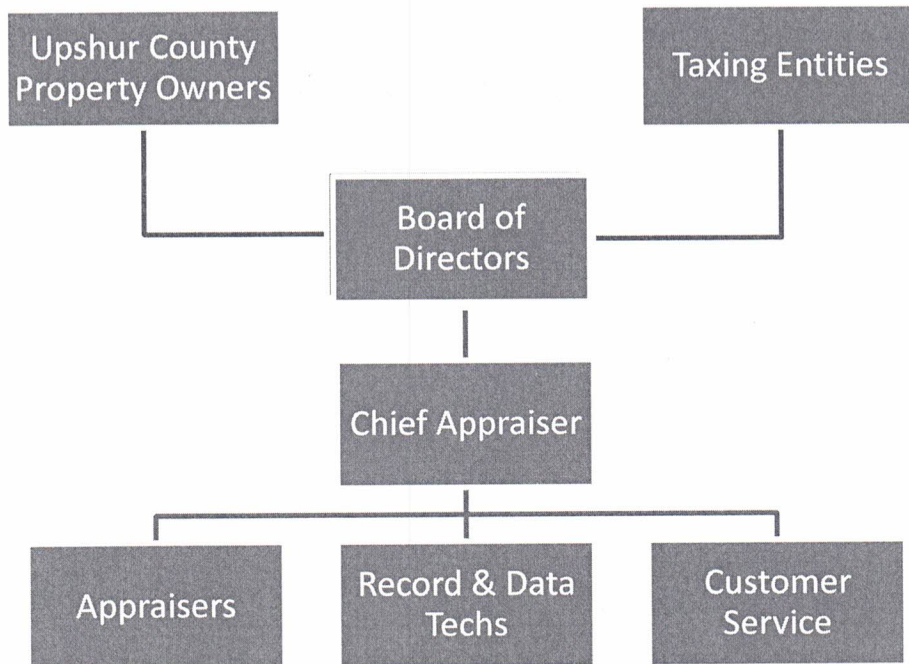 Upshur County
Property Owners
Taxing Entities
Board of
Directors
Chief Appraiser
Appraisers
Record & Data
Techs
Customer
Service